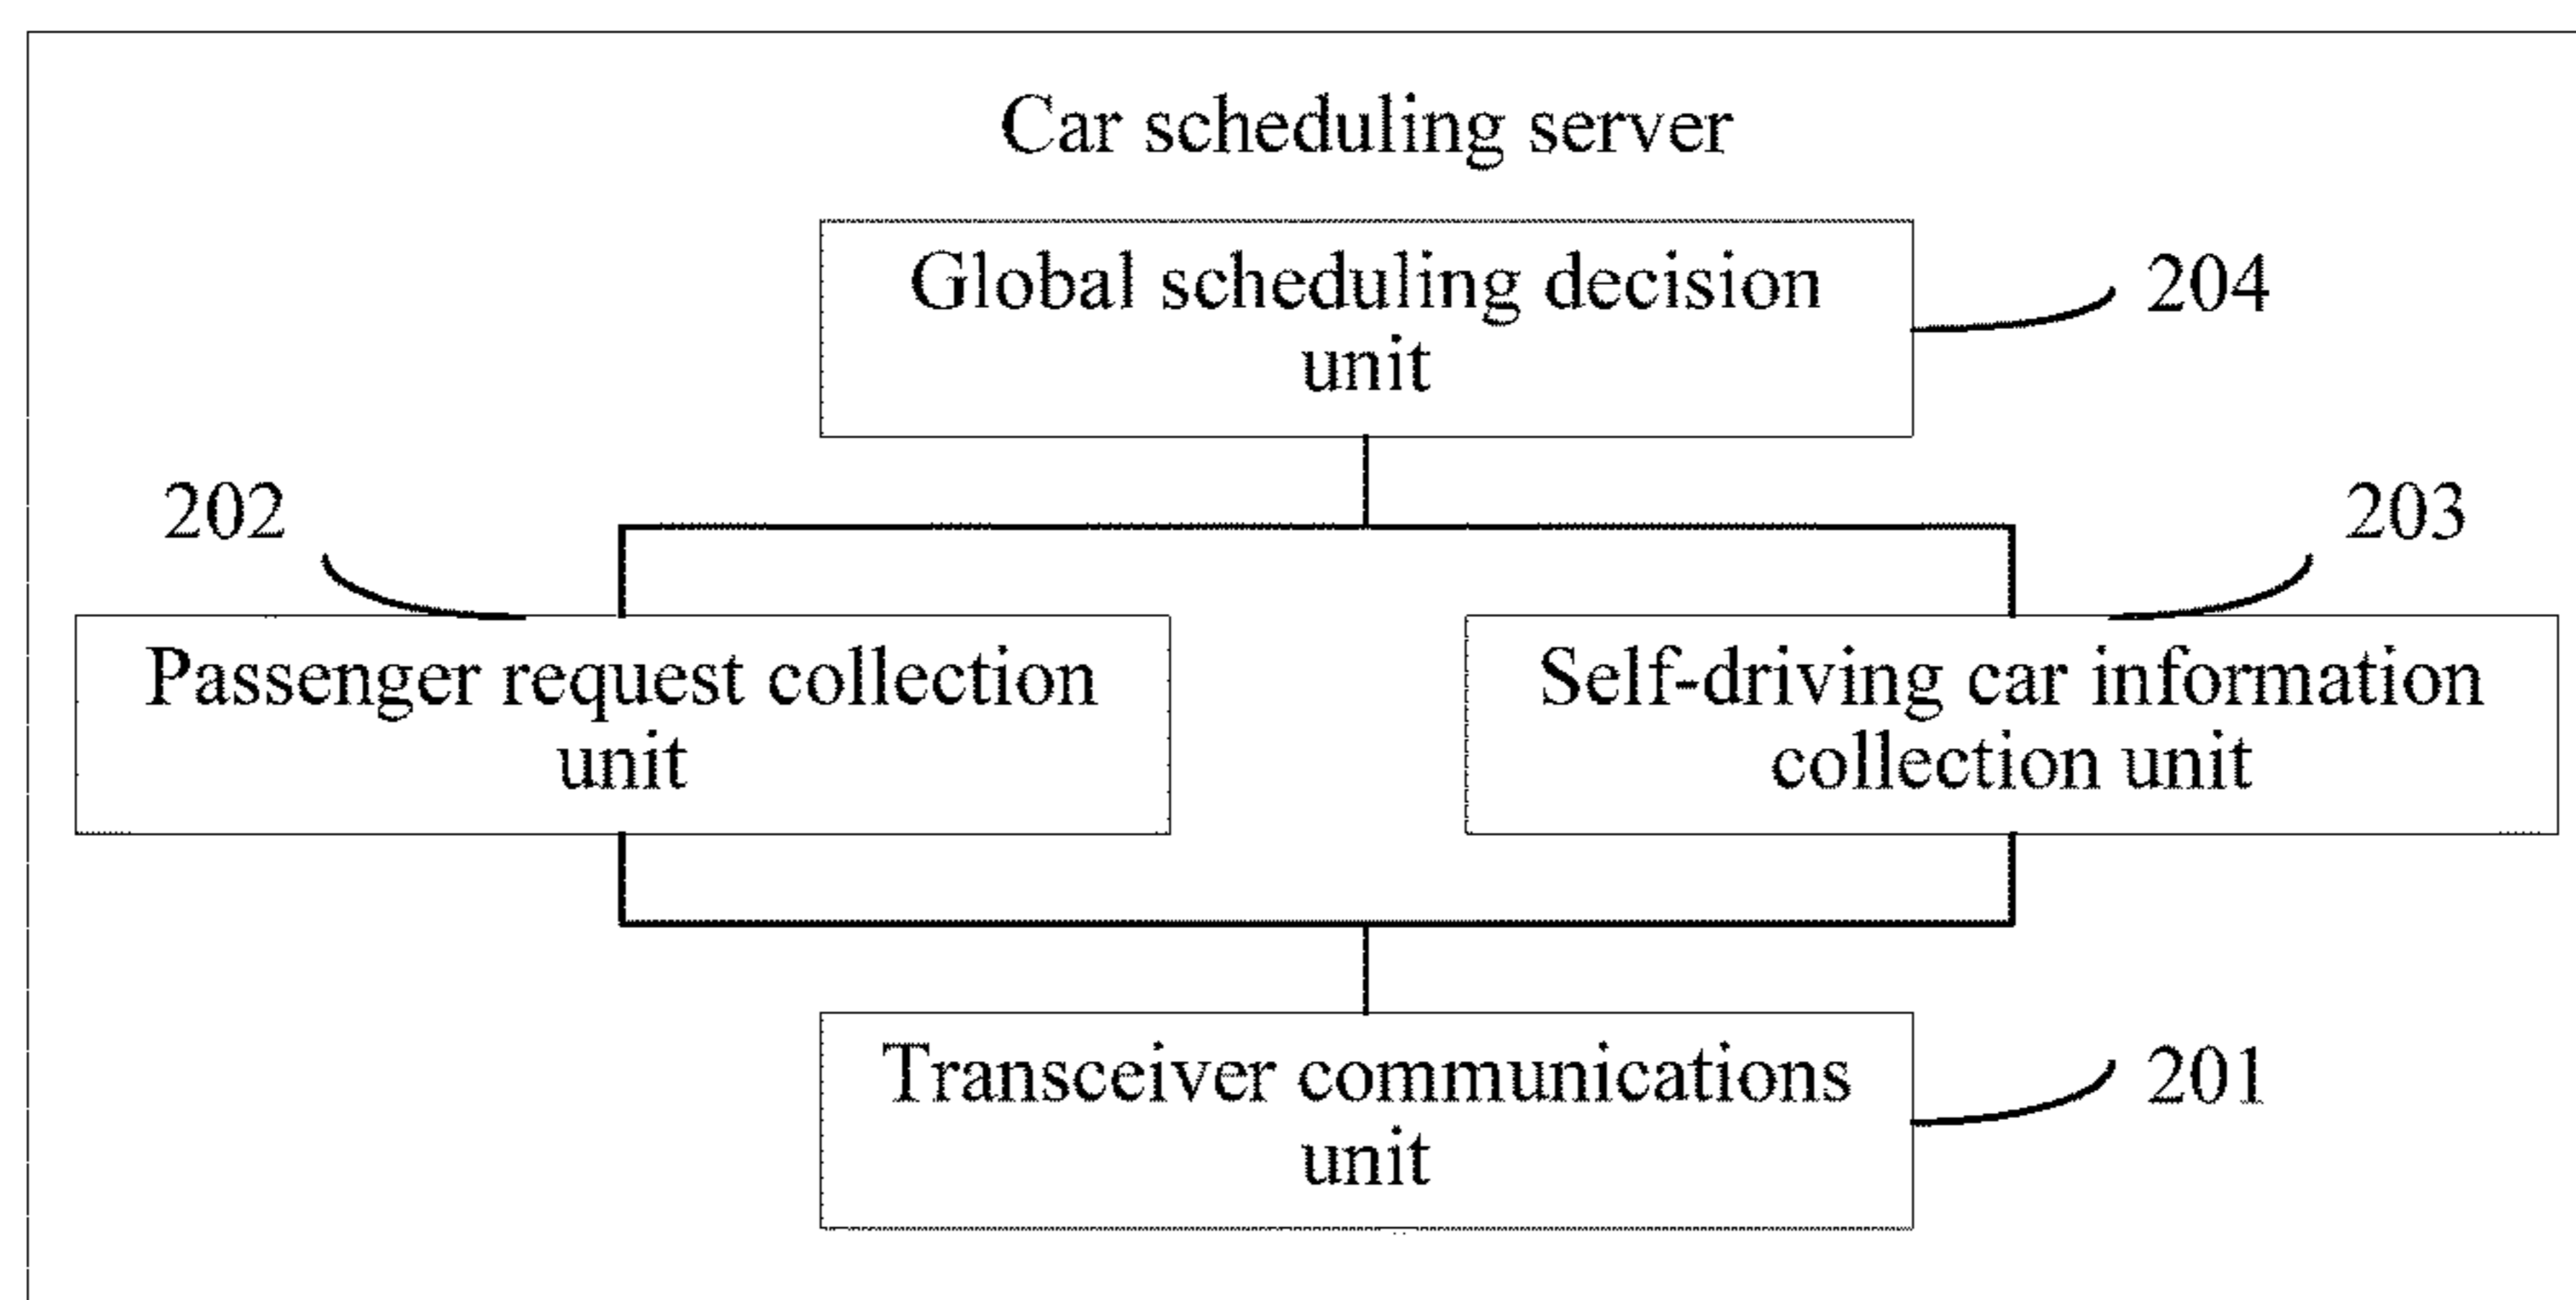 Car scheduling server
Global scheduling decision
unit
204
202
203
Passenger request collection
unit
Self-driving car information
collection unit
Transceiver communications
unit
201